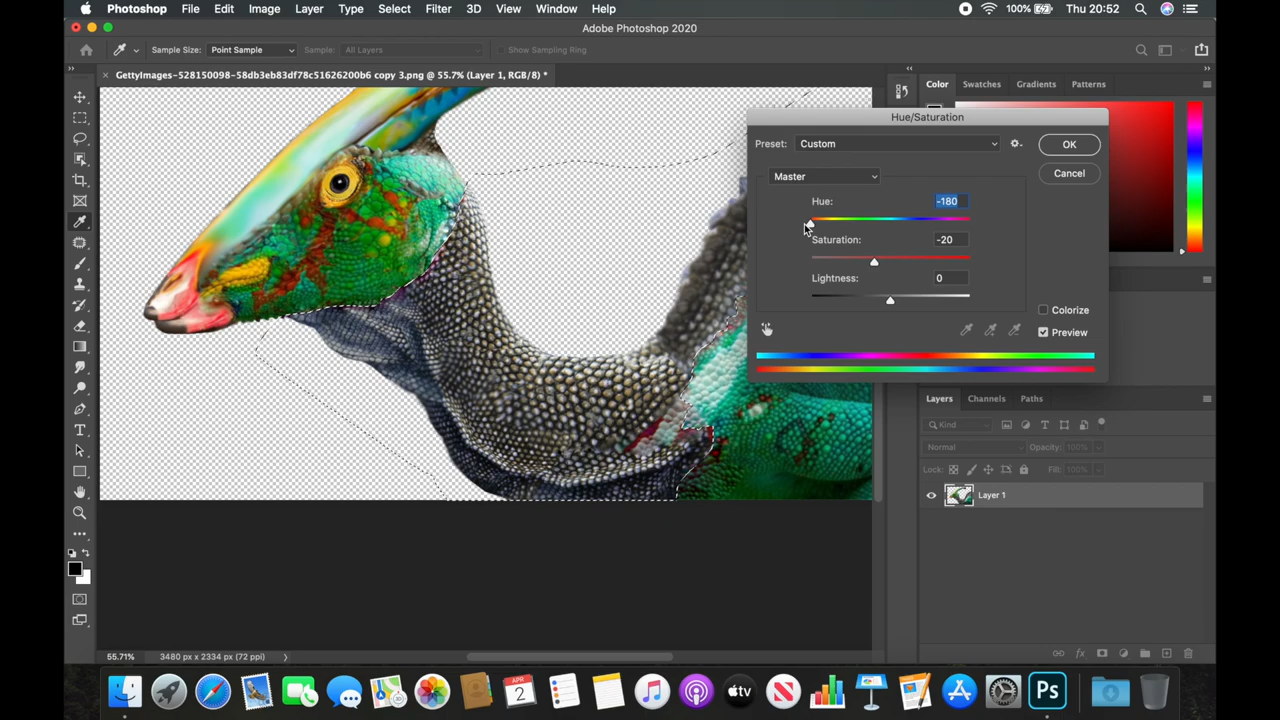 Photoshop File Edit Image Layer Type Select Filter 3D View Window Help 100% Thu 20:52
Adobe Photoshop 2020
Sample Size: Point Sample Sample: All Layers Show Sampling Ring
GettyImages-528150098-58db3eb83df78c51626200b6 copy 3.png @ 55.7% (Layer 1, RGB/8) *
Color Swatches Gradients Patterns
Hue/Saturation
Preset: Custom OK
Master Cancel
Hue: -180
Saturation: -20
Lightness: 0
Colorize
Preview
Layers Channels Paths
Kind
Normal Opacity: 100%
Lock: Fill: 100%
Layer 1
55.71% 3480 px x 2334 px (72 ppi)
APR
2
tv
Ps